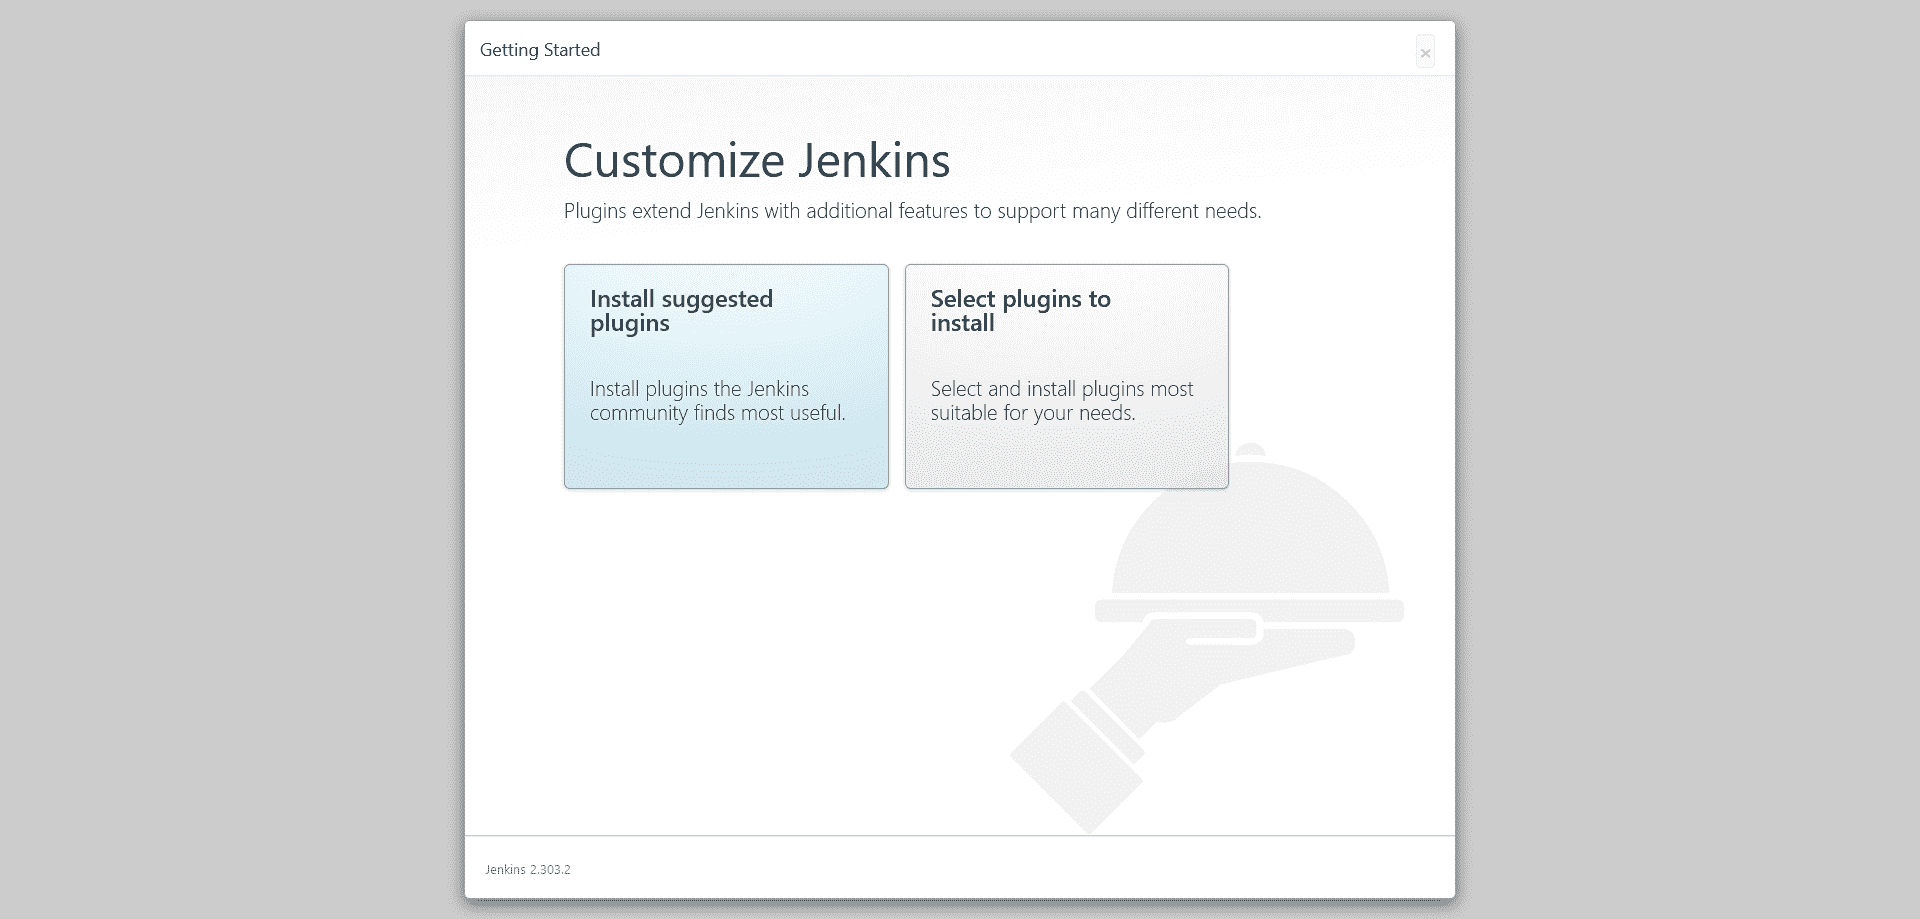 Getting Started
×
Customize Jenkins
Plugins extend Jenkins with additional features to support many different needs.
Install suggested
plugins
Install plugins the Jenkins
community finds most useful.
Select plugins to
install
Select and install plugins most
suitable for your needs.
Jenkins 2.303.2